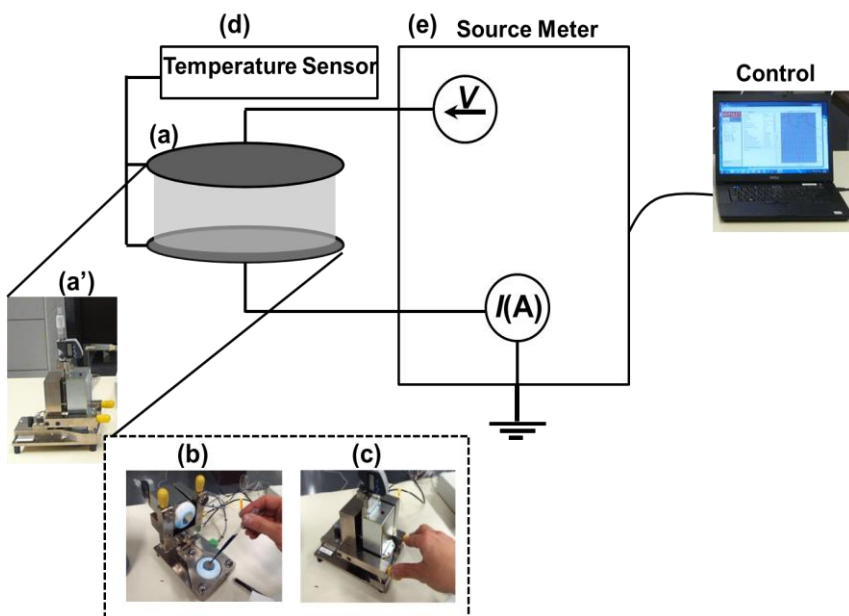 (d)
(e)
Source Meter
Temperature Sensor
Control
V
(a)
(a')
I(A)
(b)
(c)